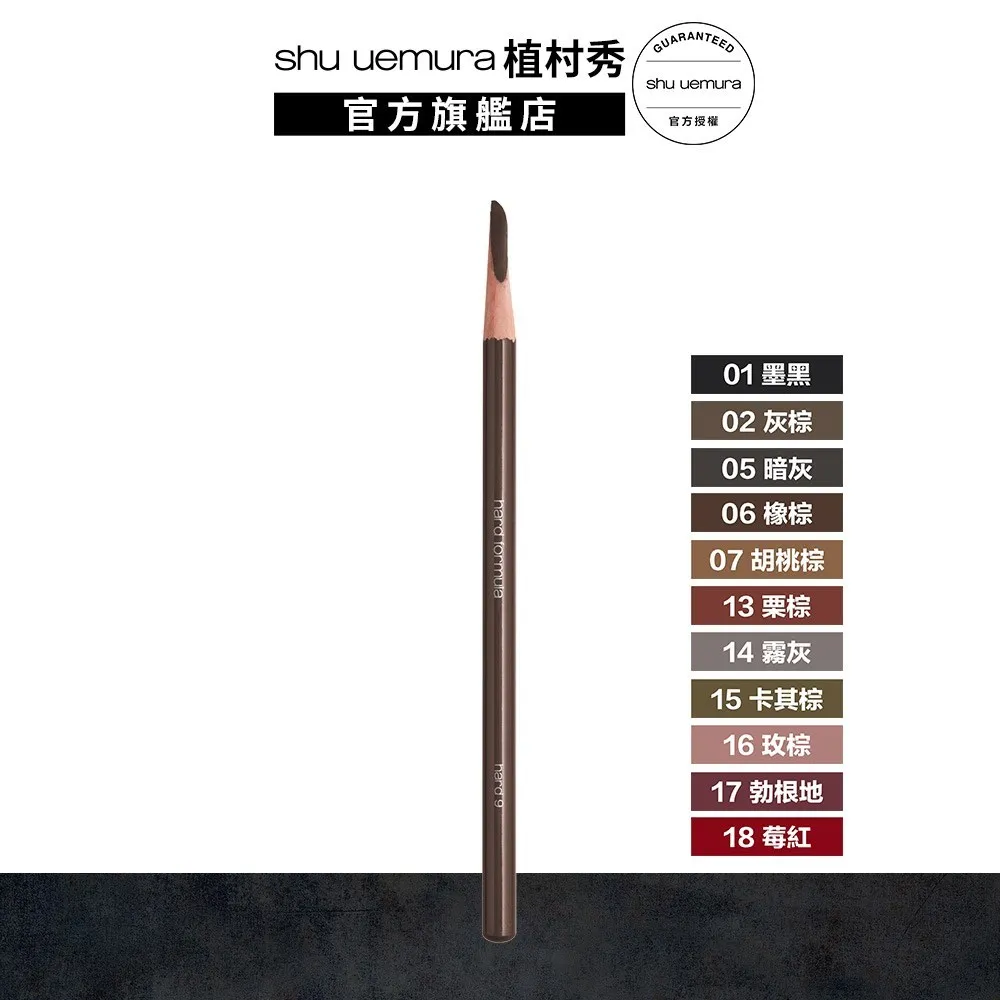 shu uemura 植村秀
官方旗艦店
GUARANTEED
shu uemura
官方授權
hard formula
hard 9
01 墨黑
02 灰棕
05 暗灰
06 橡棕
07 胡桃棕
13 栗棕
14 霧灰
15 卡其棕
16 玫棕
17 勃根地
18 莓紅